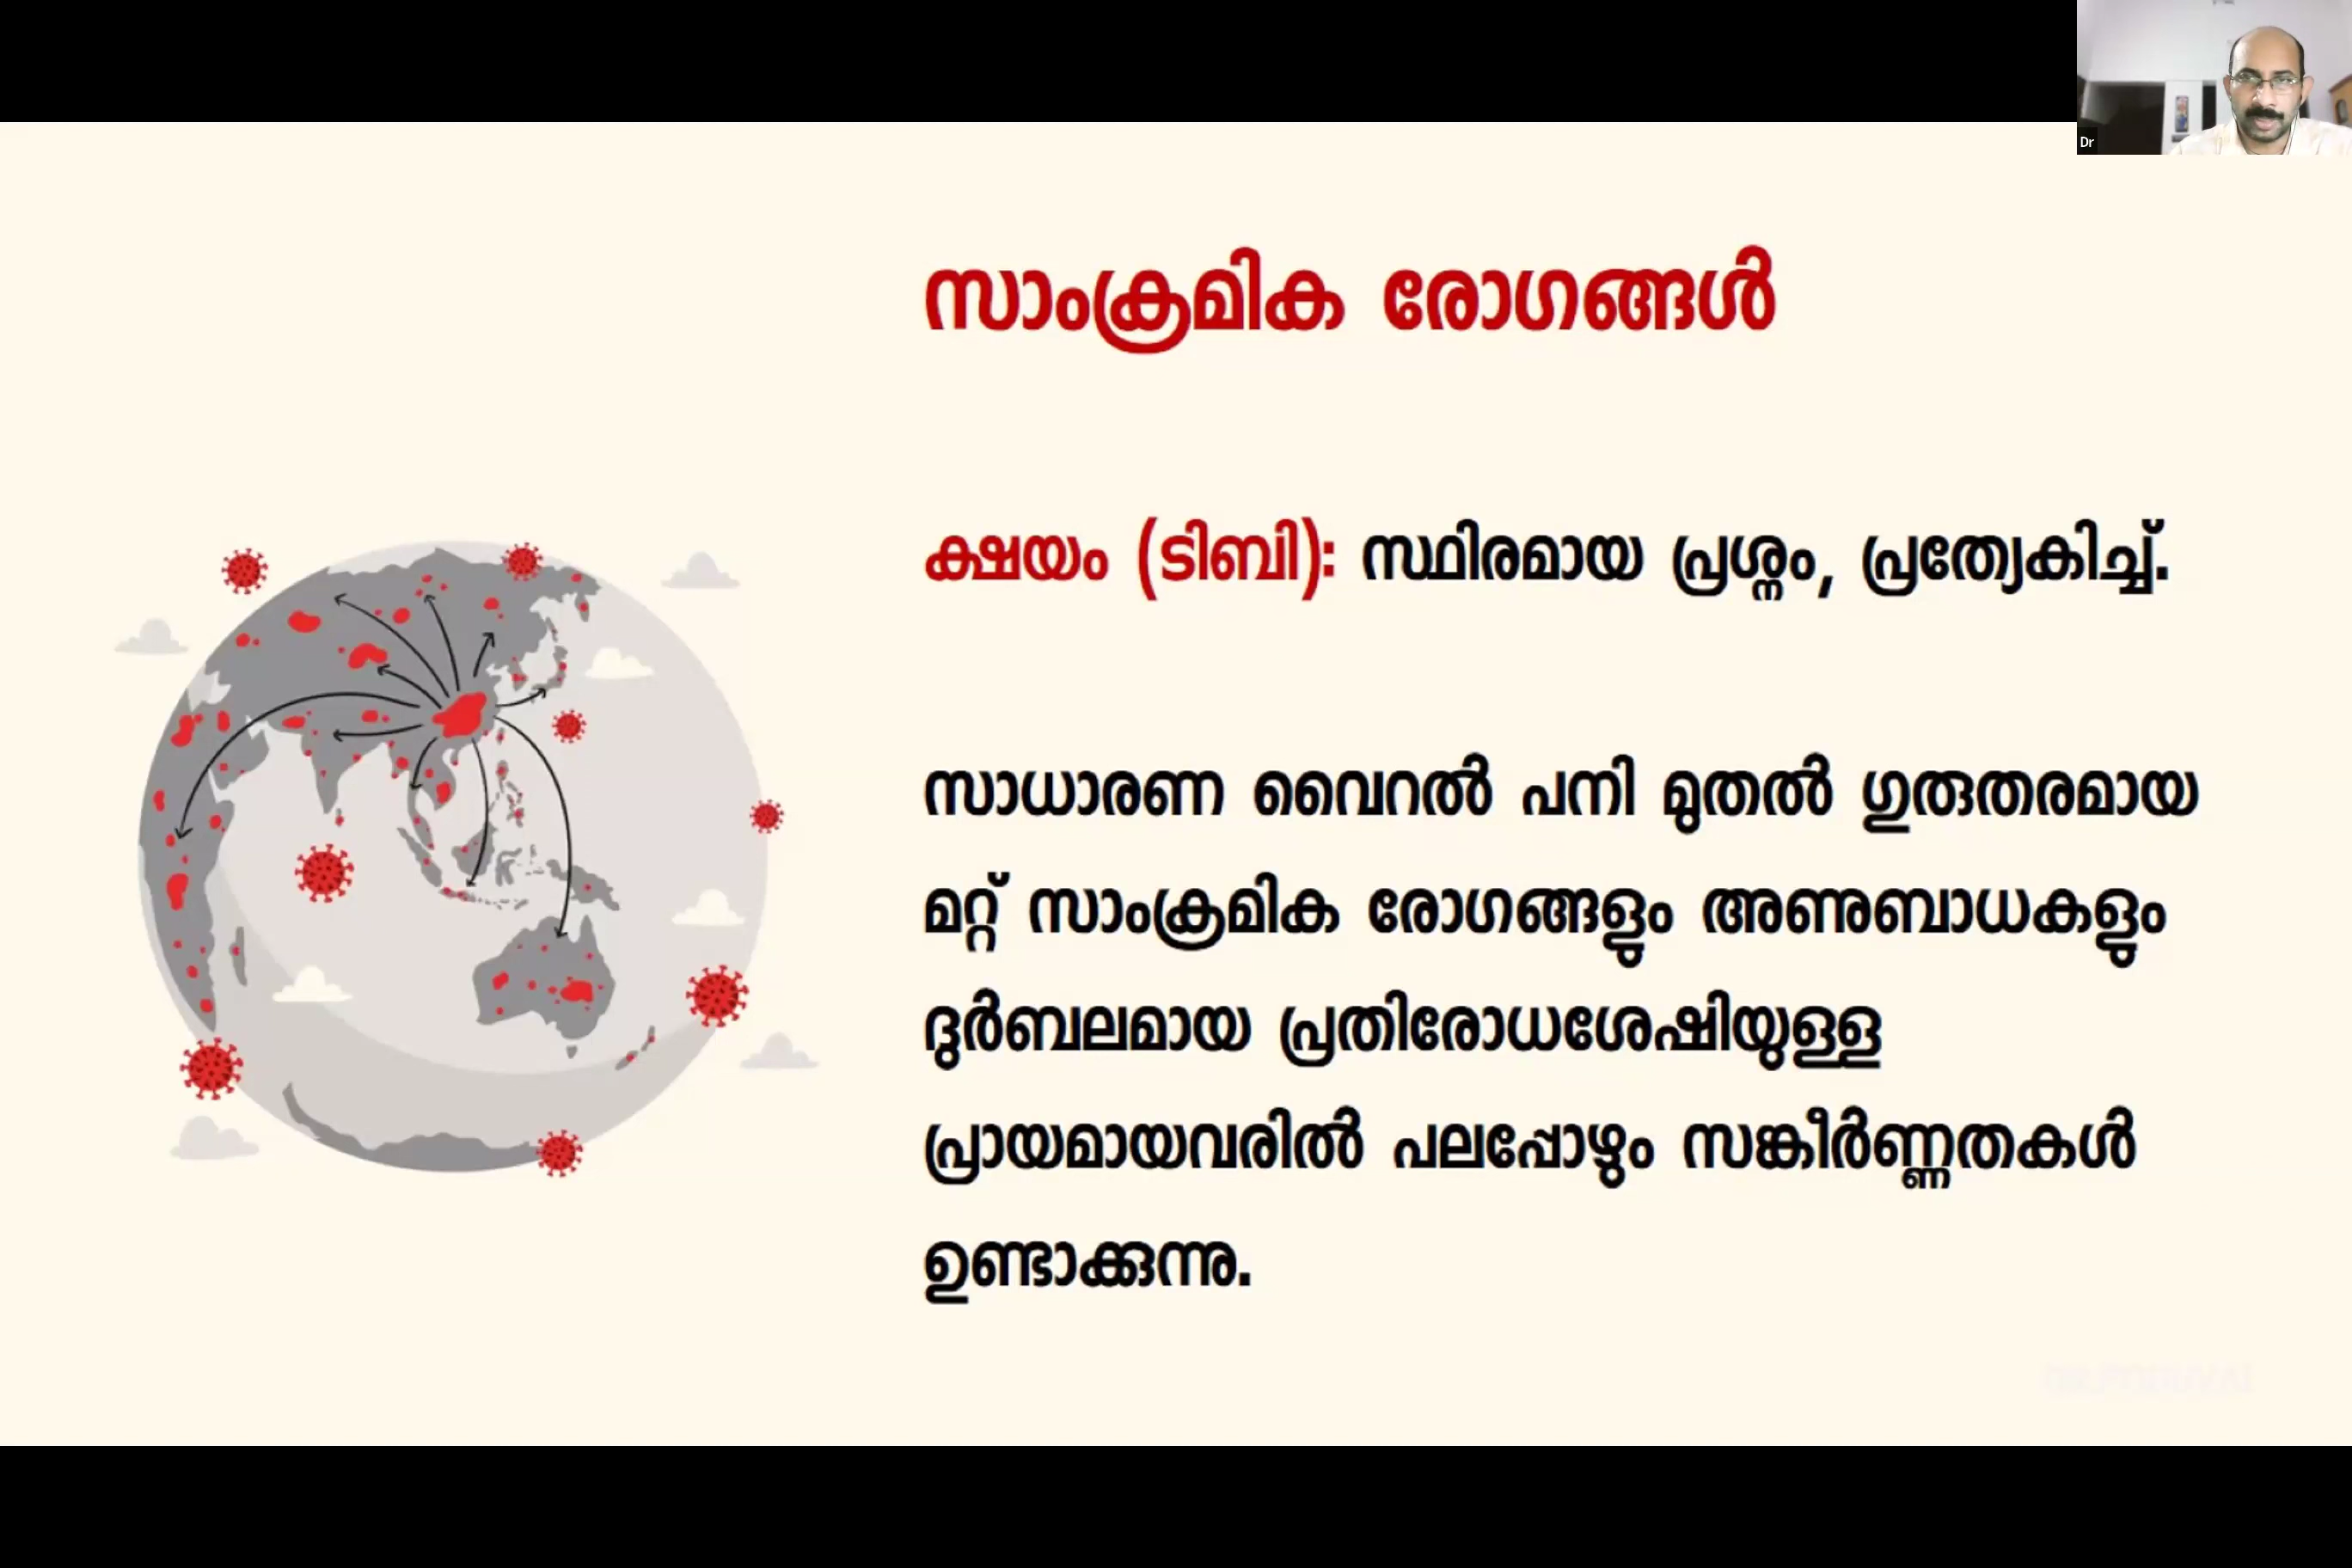 Dr
സാംക്രമിക രോഗങ്ങൾ
ക്ഷയം (ടിബി): സ്ഥിരമായ പ്രശ്നം, പ്രത്യേകിച്ച്.
സാധാരണ വൈറൽ പനി മുതൽ ഗുരുതരമായ
മറ്റ് സാംക്രമിക രോഗങ്ങളും അണുബാധകളും
ദുർബലമായ പ്രതിരോധശേഷിയുള്ള
പ്രായമായവരിൽ പലപ്പോഴും സങ്കീർണ്ണതകൾ
ഉണ്ടാക്കുന്നു.